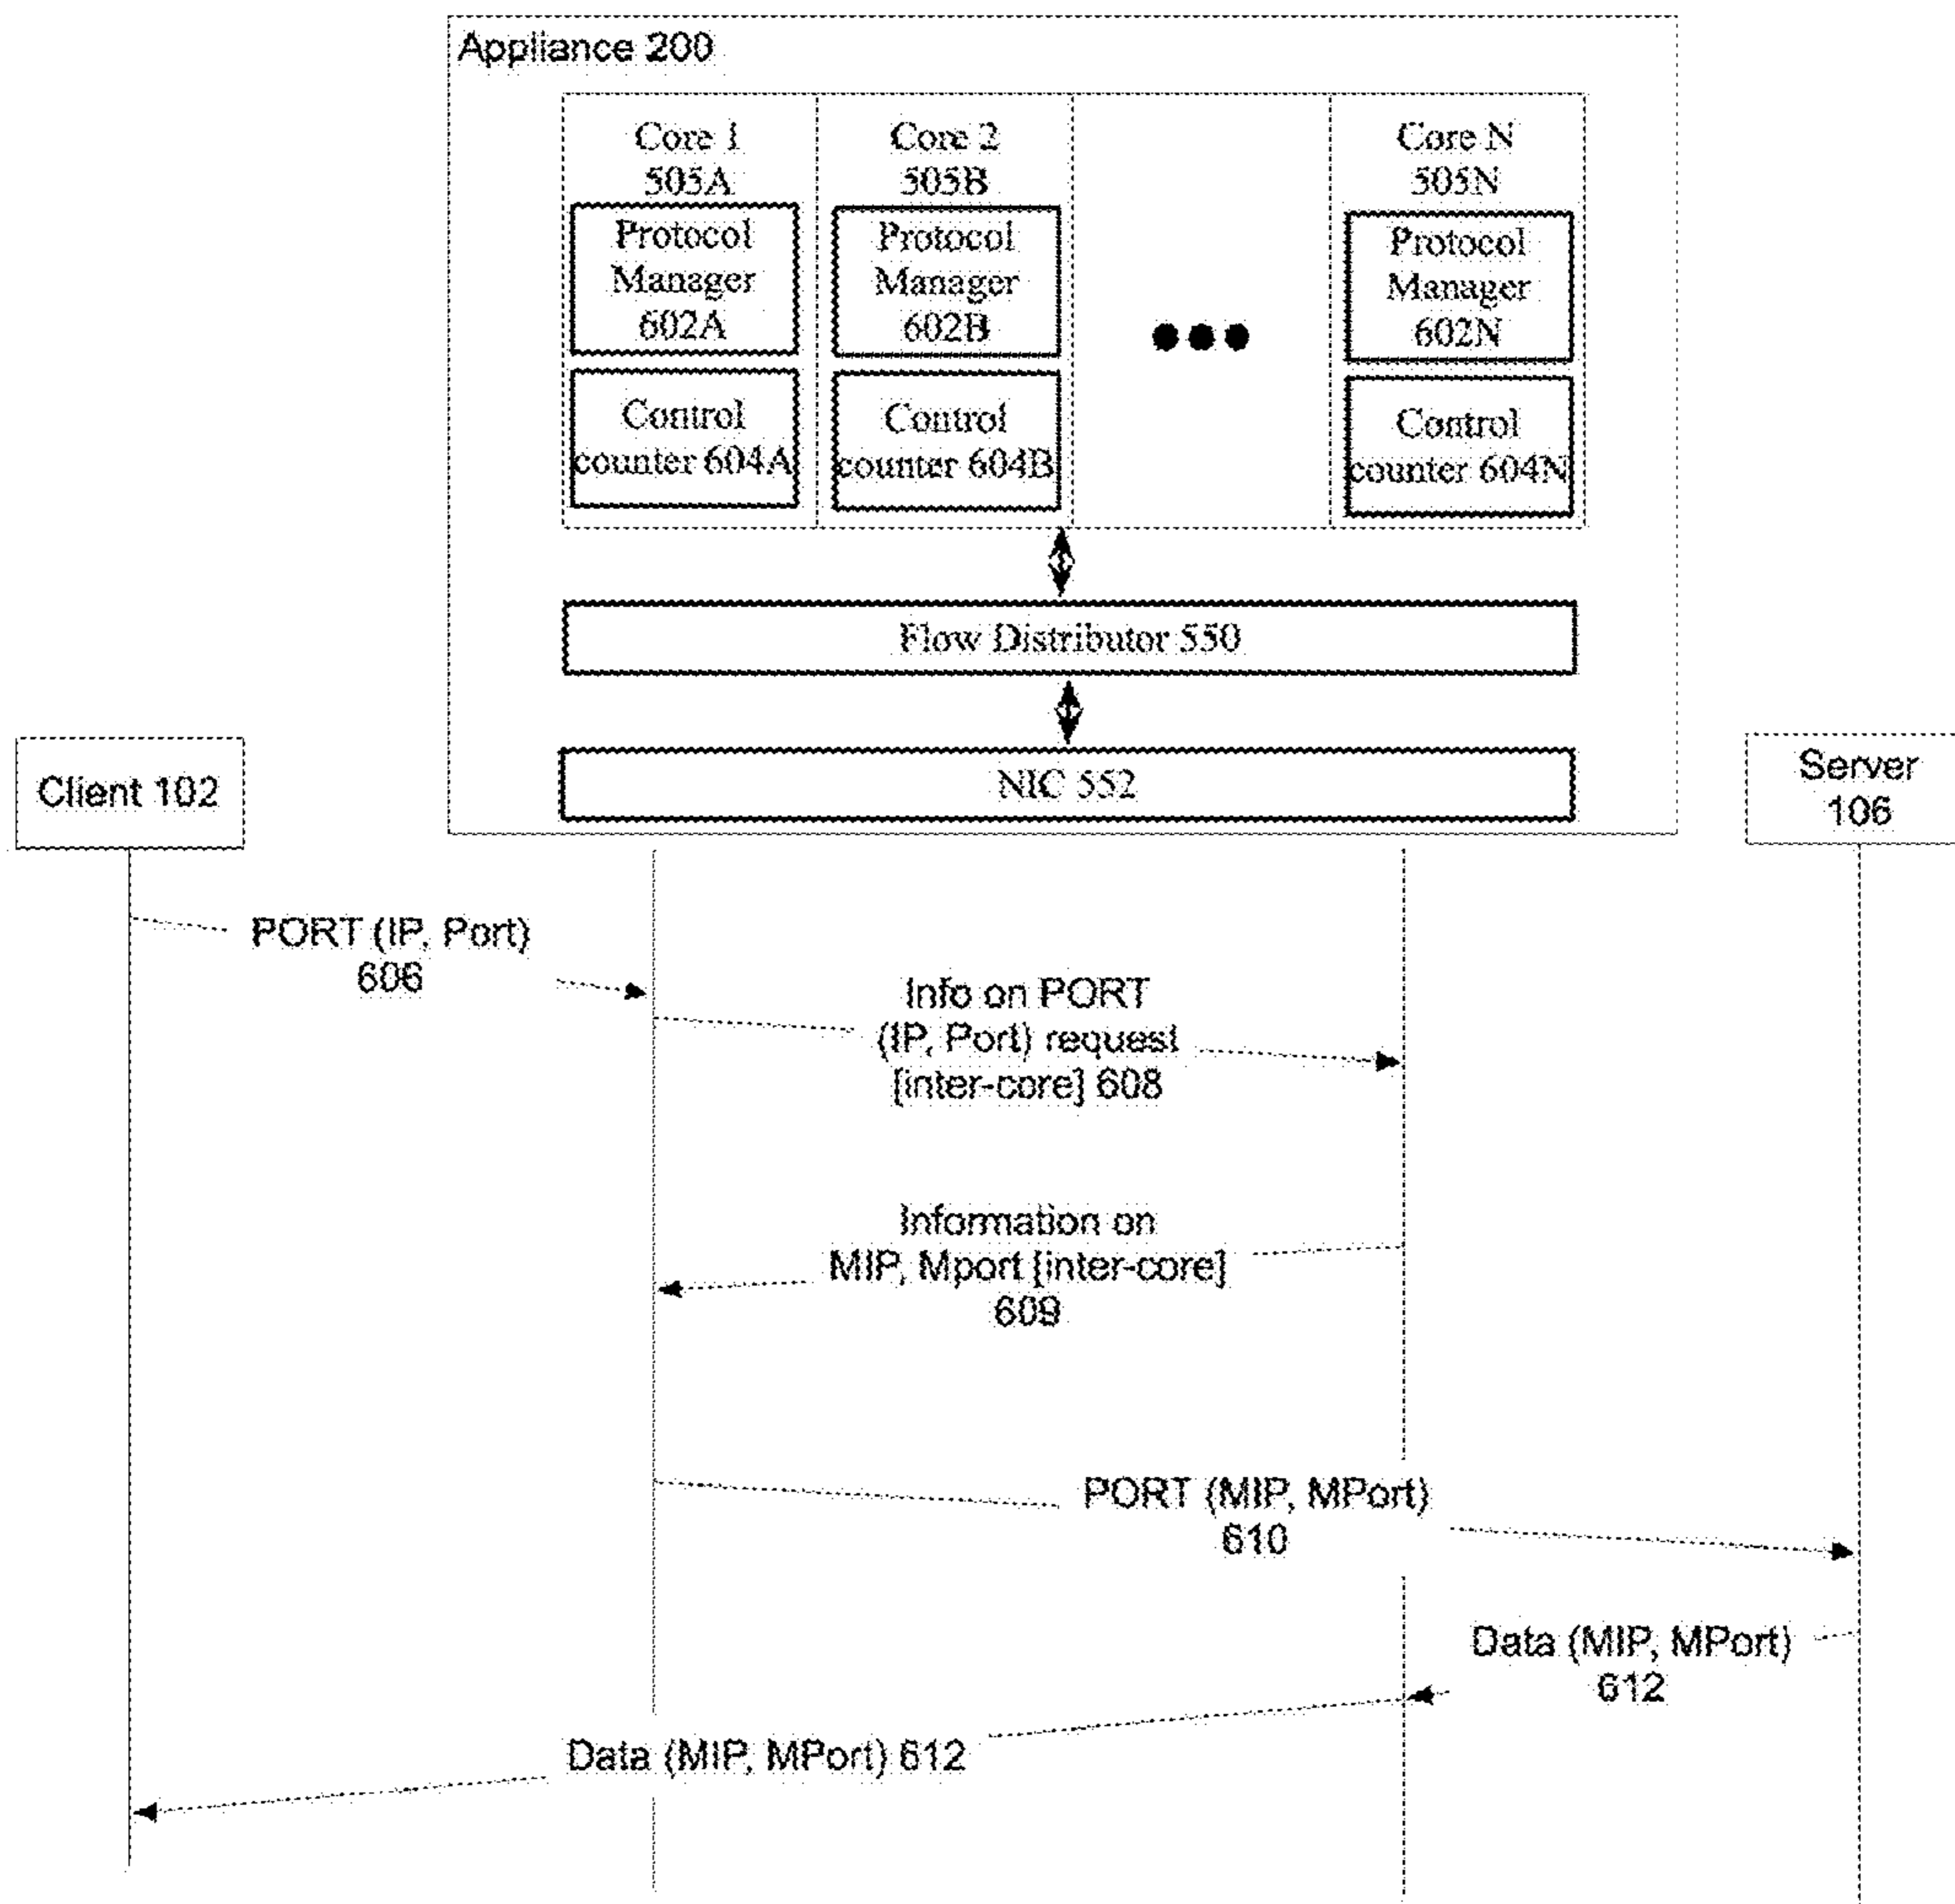 Appliance 200
Core 1
505A
Protocol
Manager
602A
Control
counter 604A
Core 2
505B
Protocol
Manager
602B
Control
counter 604B
Core N
505N
Protocol
Manager
602N
Control
counter 604N
Flow Distributor 550
NIC 552
Client 102
Server
106
PORT (IP, Port)
606
Info on PORT
(IP, Port) request
[inter-core] 608
Information on
MIP, Mport [inter-core]
609
PORT (MIP, MPort)
610
Data (MIP, MPort)
612
Data (MIP, MPort) 612